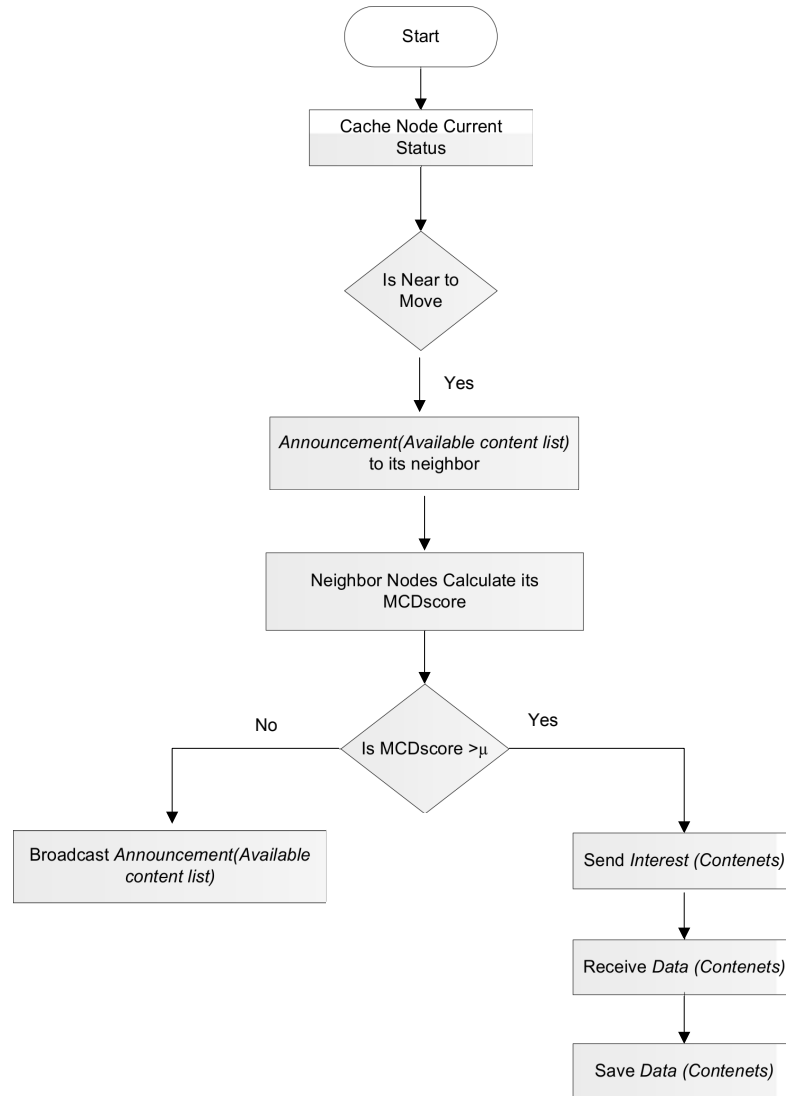 Start
Cache Node Current
Status
Is Near to
Move
Yes
Announcement(Available content list)
to its neighbor
Neighbor Nodes Calculate its
MCDscore
Is MCDscore >μ
No
Yes
Broadcast Announcement(Available
content list)
Send Interest (Contenets)
Receive Data (Contenets)
Save Data (Contenets)